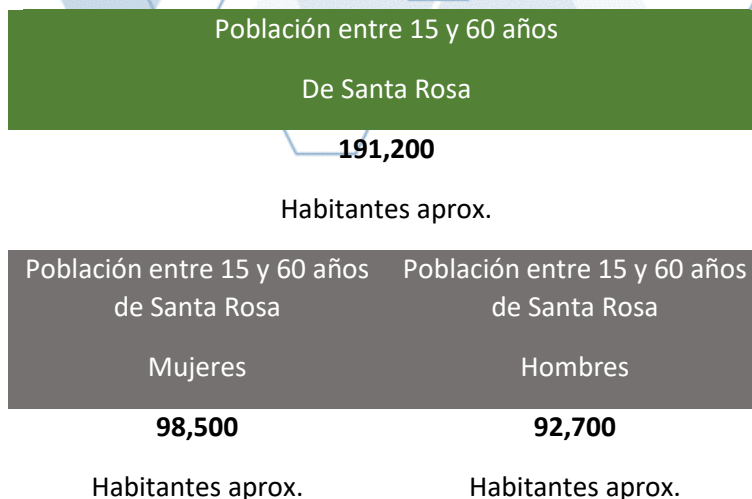 Población entre 15 y 60 años
De Santa Rosa
191,200
Habitantes aprox.
Población entre 15 y 60 años
de Santa Rosa
Mujeres
98,500
Habitantes aprox.
Población entre 15 y 60 años
de Santa Rosa
Hombres
92,700
Habitantes aprox.